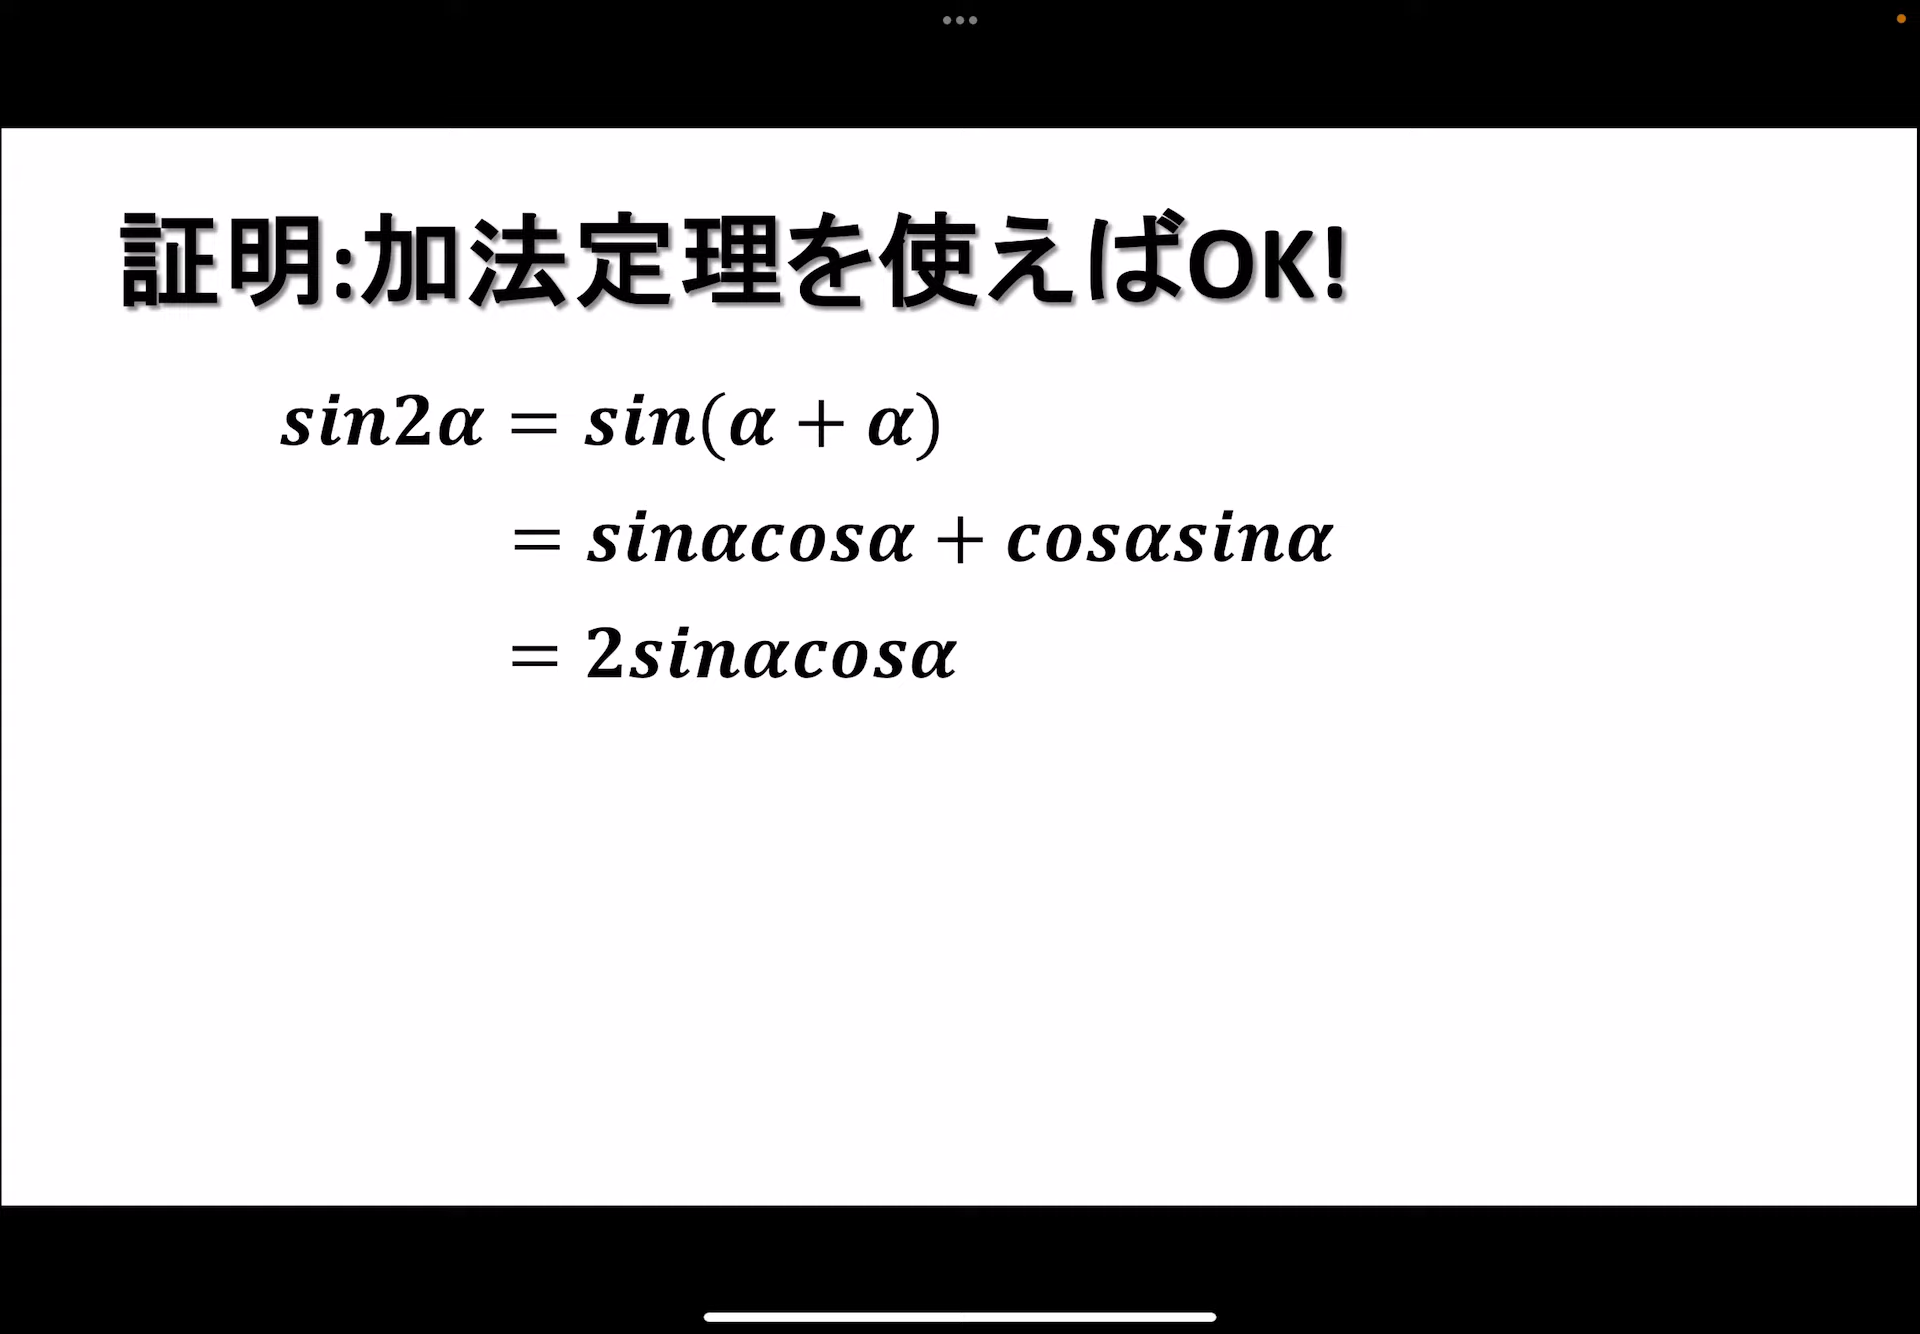 証明:加法定理を使えばOK!
sin2α = sin(α + α)
= sinαcosα + cosαsinα
= 2sinαcosα